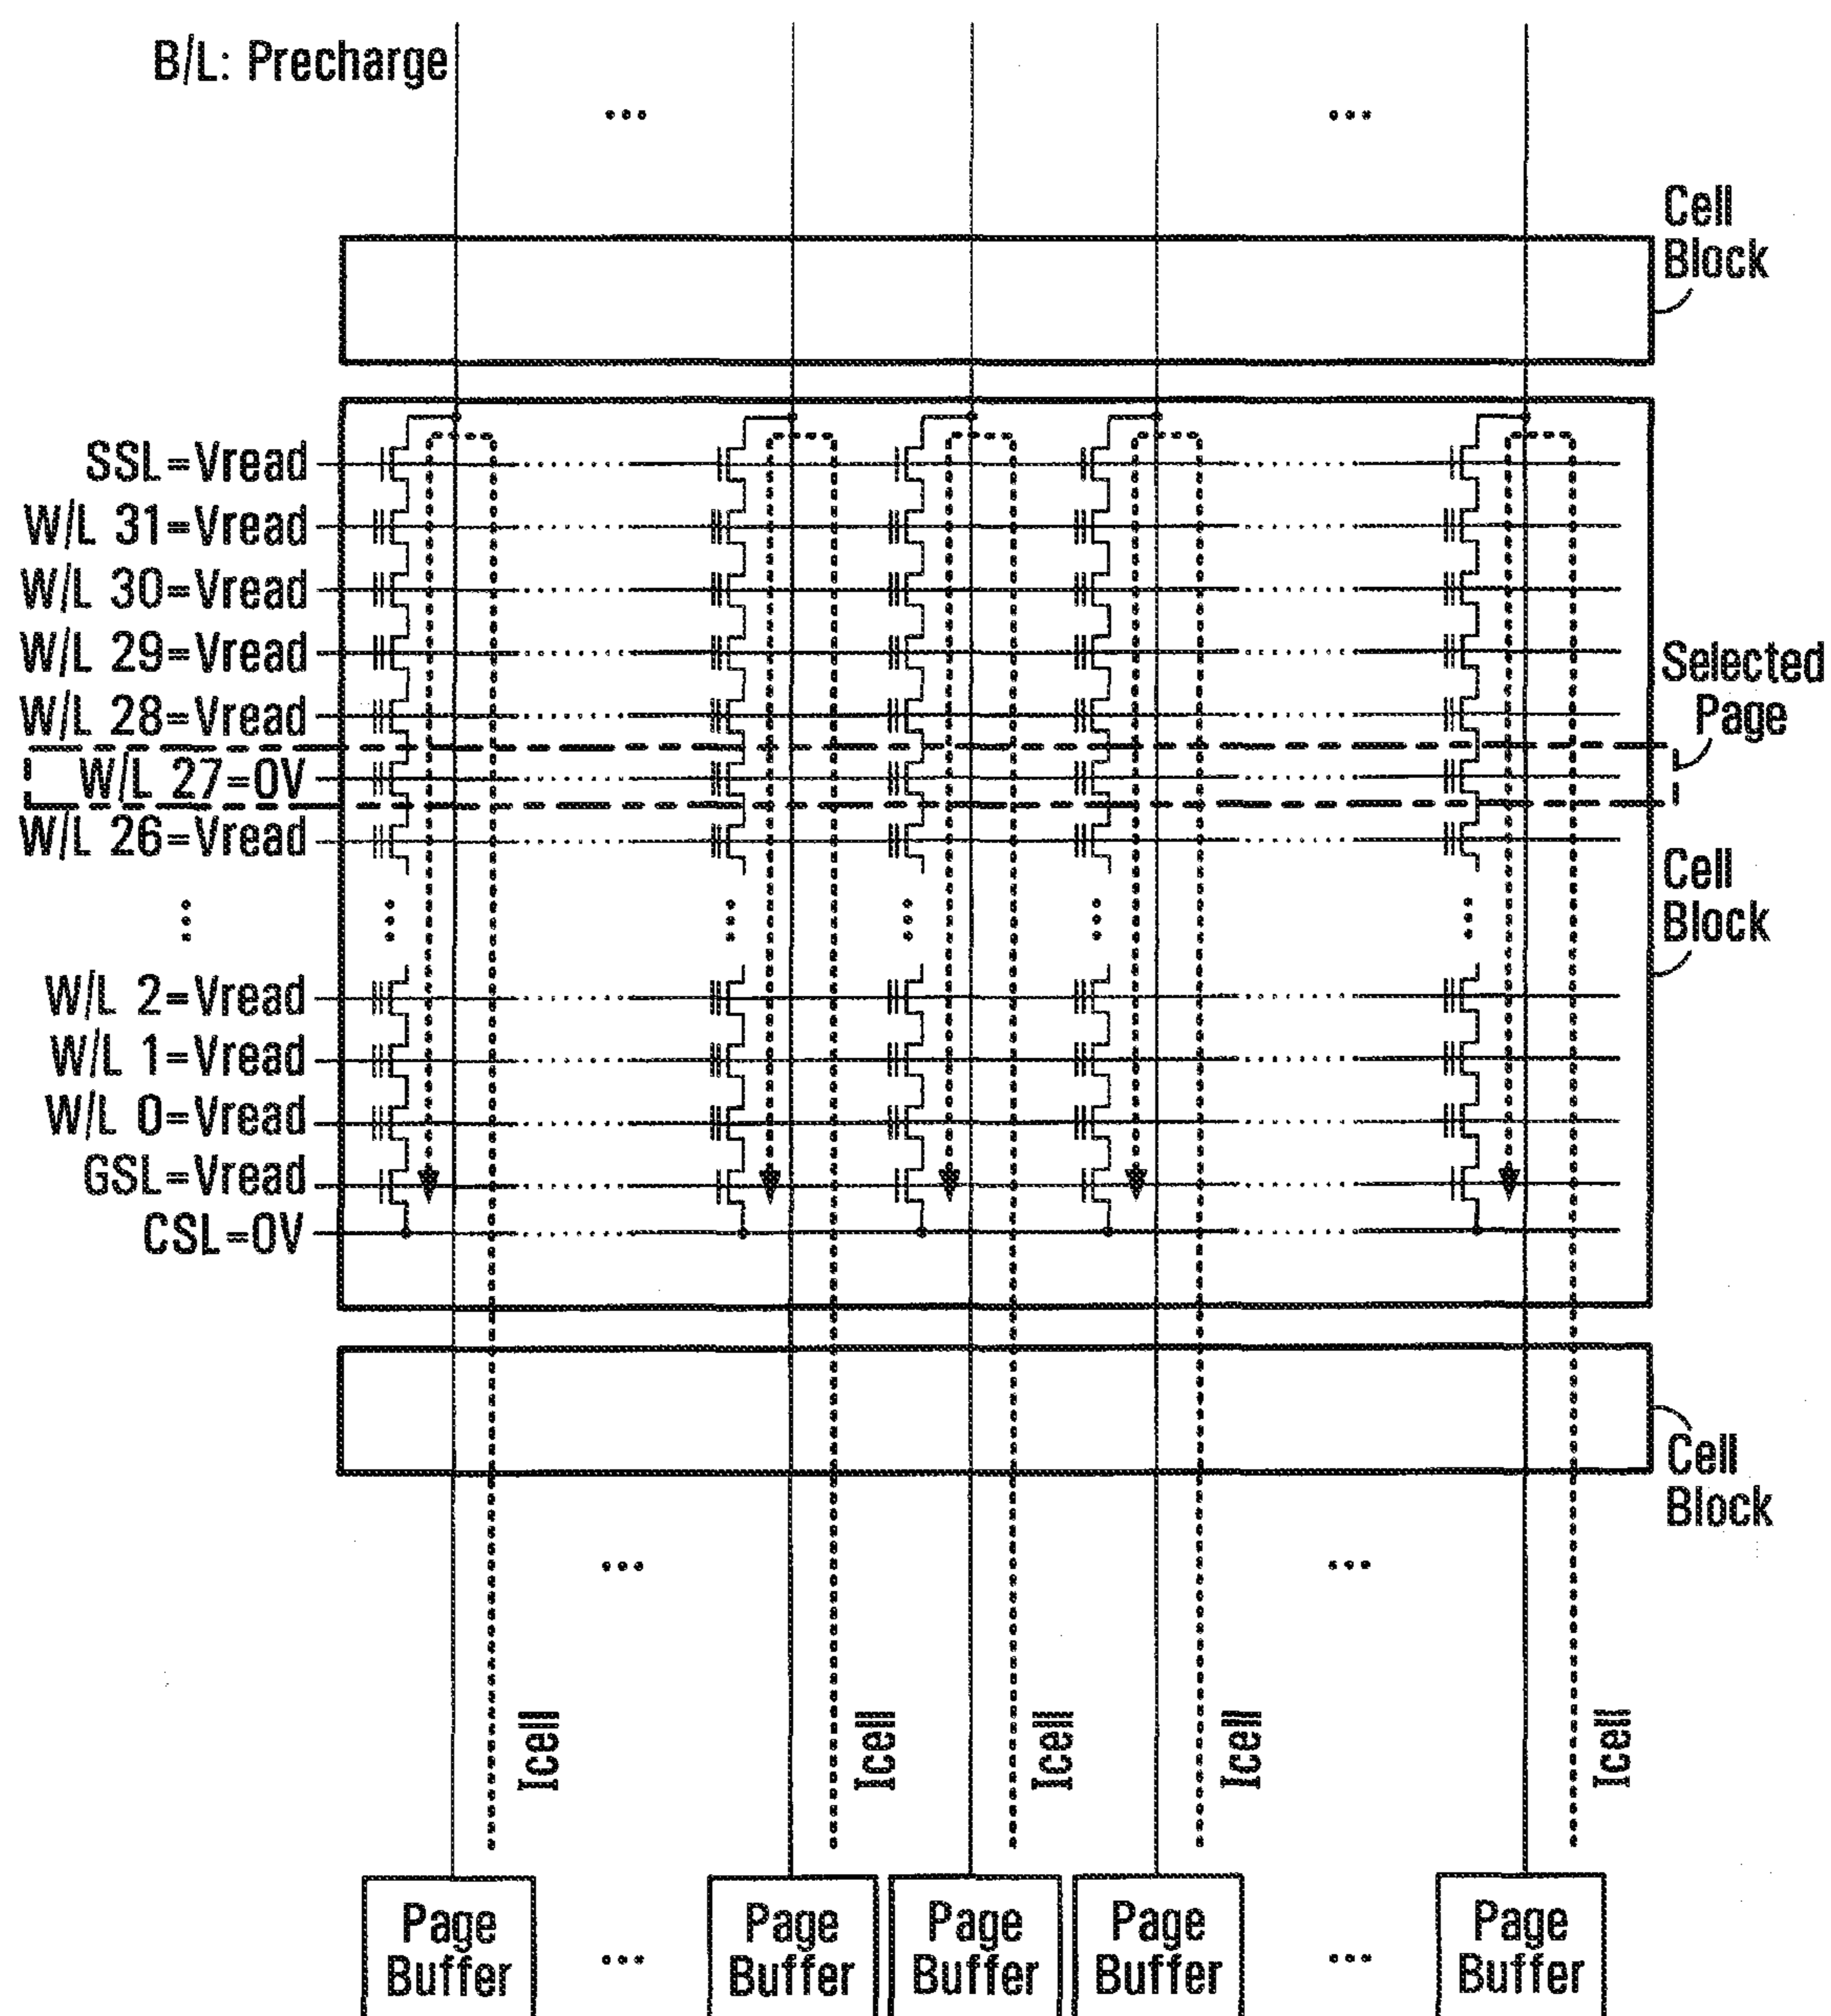 B/L: Precharge
Cell
Block
SSL=Vread
W/L 31=Vread
W/L 30=Vread
W/L 29=Vread
W/L 28=Vread
Selected
Page
W/L 27=0V
W/L 26=Vread
Cell
Block
W/L 2=Vread
W/L 1=Vread
W/L 0=Vread
GSL=Vread
CSL=0V
Cell
Block
Icell
Icell
Icell
Icell
Icell
Page
Buffer
Page
Buffer
Page
Buffer
Page
Buffer
Page
Buffer